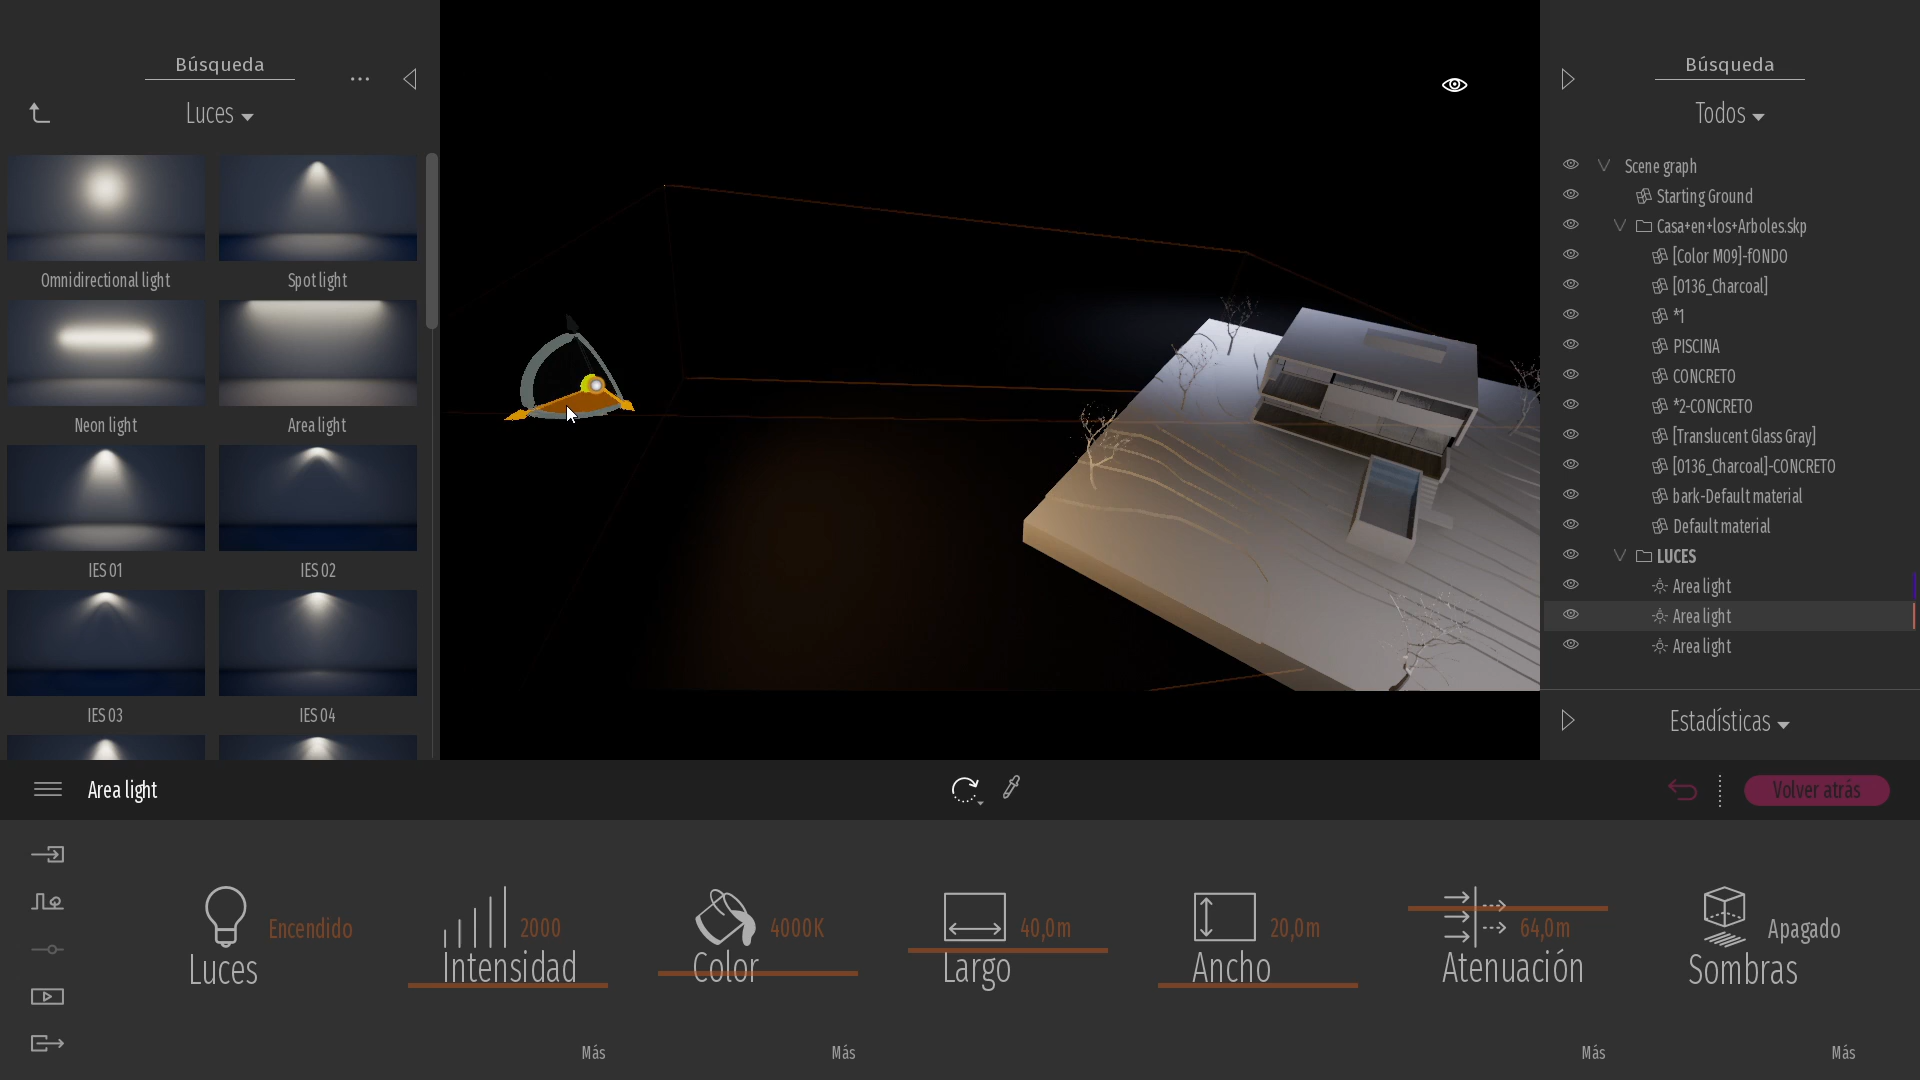 Búsqueda
Luces
Omnidirectional light
Spot light
Neon light
Area light
IES 01
IES 02
IES 03
IES 04
Búsqueda
Todos
Scene graph
Starting Ground
Casa+en+los+Arboles.skp
[Color M09]-fONDO
[0136_Charcoal]
*1
PISCINA
CONCRETO
*2-CONCRETO
[Translucent Glass Gray]
[0136_Charcoal]-CONCRETO
bark-Default material
Default material
LUCES
Area light
Area light
Area light
Estadísticas
Area light
Volver atrás
Encendido
Luces
2000
Intensidad
Más
4000K
Color
Más
40,0m
Largo
20,0m
Ancho
64,0m
Atenuación
Más
Apagado
Sombras
Más